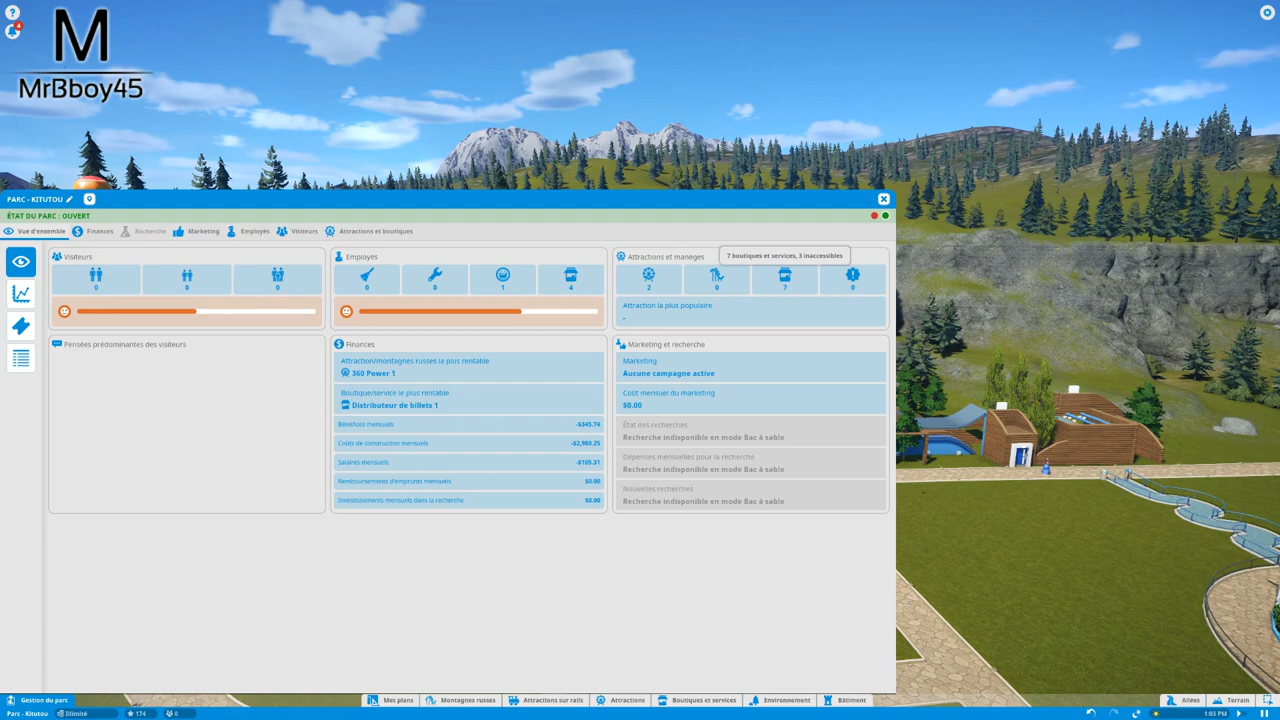 ?
4
M
MrBboy45
PARC - KITUTOU
ÉTAT DU PARC : OUVERT
Vue d'ensemble
Finances
Recherche
Marketing
Employés
Visiteurs
Attractions et boutiques
Visiteurs
0
0
0
Employés
0
0
1
4
Attractions et manèges
7 boutiques et services, 3 inaccessibles
2
0
7
0
Attraction la plus populaire
-
Pensées prédominantes des visiteurs
Finances
Attraction/montagnes russes la plus rentable
360 Power 1
Boutique/service le plus rentable
Distributeur de billets 1
Bénéfices mensuels -$345.74
Coûts de construction mensuels -$2,980.25
Salaires mensuels -$105.31
Remboursements d'emprunts mensuels $0.00
Investissements mensuels dans la recherche $0.00
Marketing et recherche
Marketing
Aucune campagne active
Coût mensuel du marketing
$0.00
État des recherches
Recherche indisponible en mode Bac à sable
Dépenses mensuelles pour la recherche
Recherche indisponible en mode Bac à sable
Nouvelles recherches
Recherche indisponible en mode Bac à sable
Gestion du parc
Mes plans
Montagnes russes
Attractions sur rails
Attractions
Boutiques et services
Environnement
Bâtiment
Allées
Terrain
Parc - Kitutou
Illimité
174
0
1:03 PM